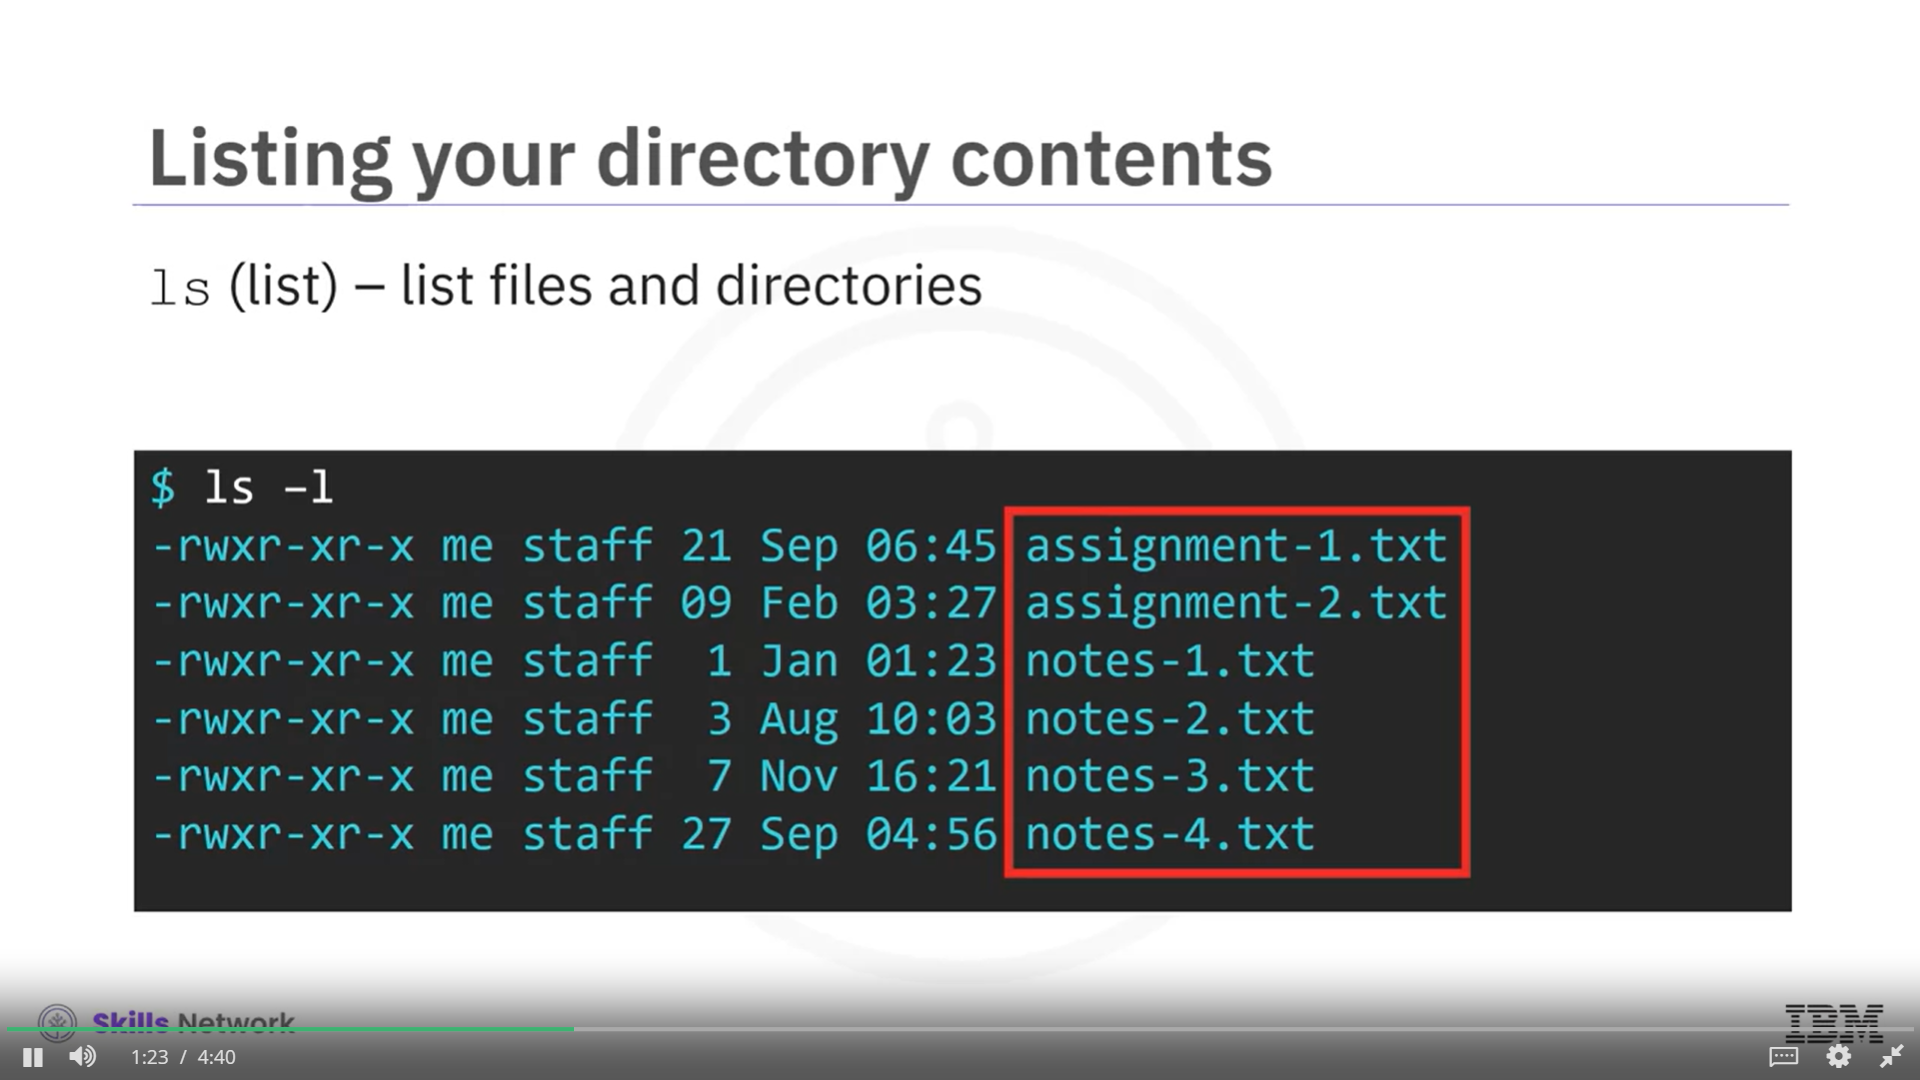 Listing your directory contents
ls (list) – list files and directories
$ ls –l
-rwxr-xr-x me staff 21 Sep 06:45 assignment-1.txt
-rwxr-xr-x me staff 09 Feb 03:27 assignment-2.txt
-rwxr-xr-x me staff  1 Jan 01:23 notes-1.txt
-rwxr-xr-x me staff  3 Aug 10:03 notes-2.txt
-rwxr-xr-x me staff  7 Nov 16:21 notes-3.txt
-rwxr-xr-x me staff 27 Sep 04:56 notes-4.txt
Skills Network
IBM
1:23 / 4:40